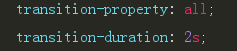 transition-property: all;
transition-duration: 2s;